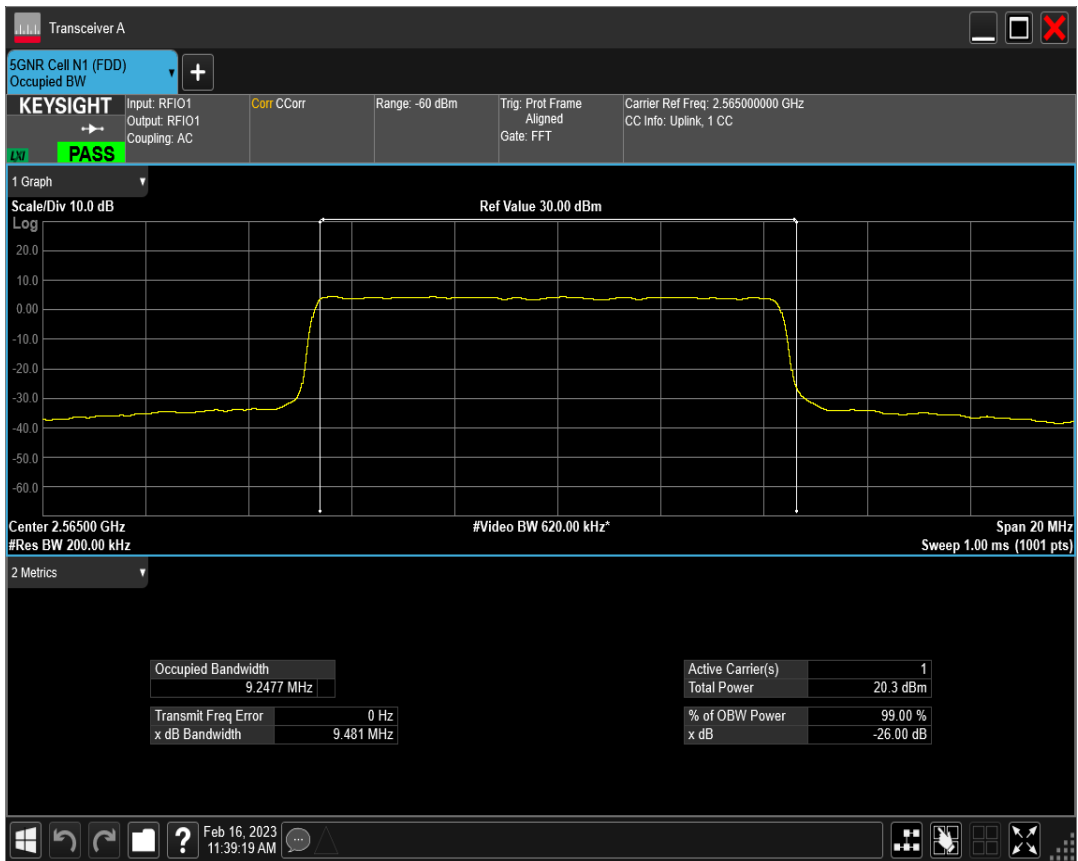 Transceiver A
5GNR Cell N1 (FDD)
Occupied BW
KEYSIGHT
LXI
PASS
Input: RFIO1
Output: RFIO1
Coupling: AC
Corr CCorr
Range: -60 dBm
Trig: Prot Frame
Aligned
Gate: FFT
Carrier Ref Freq: 2.565000000 GHz
CC Info: Uplink, 1 CC
1 Graph
Scale/Div 10.0 dB
Ref Value 30.00 dBm
Log
20.0
10.0
0.00
-10.0
-20.0
-30.0
-40.0
-50.0
-60.0
Center 2.56500 GHz
#Video BW 620.00 kHz*
Span 20 MHz
#Res BW 200.00 kHz
Sweep 1.00 ms (1001 pts)
2 Metrics
Occupied Bandwidth
9.2477 MHz
Transmit Freq Error 0 Hz
x dB Bandwidth 9.481 MHz
Active Carrier(s) 1
Total Power 20.3 dBm
% of OBW Power 99.00 %
x dB -26.00 dB
?
Feb 16, 2023
11:39:19 AM